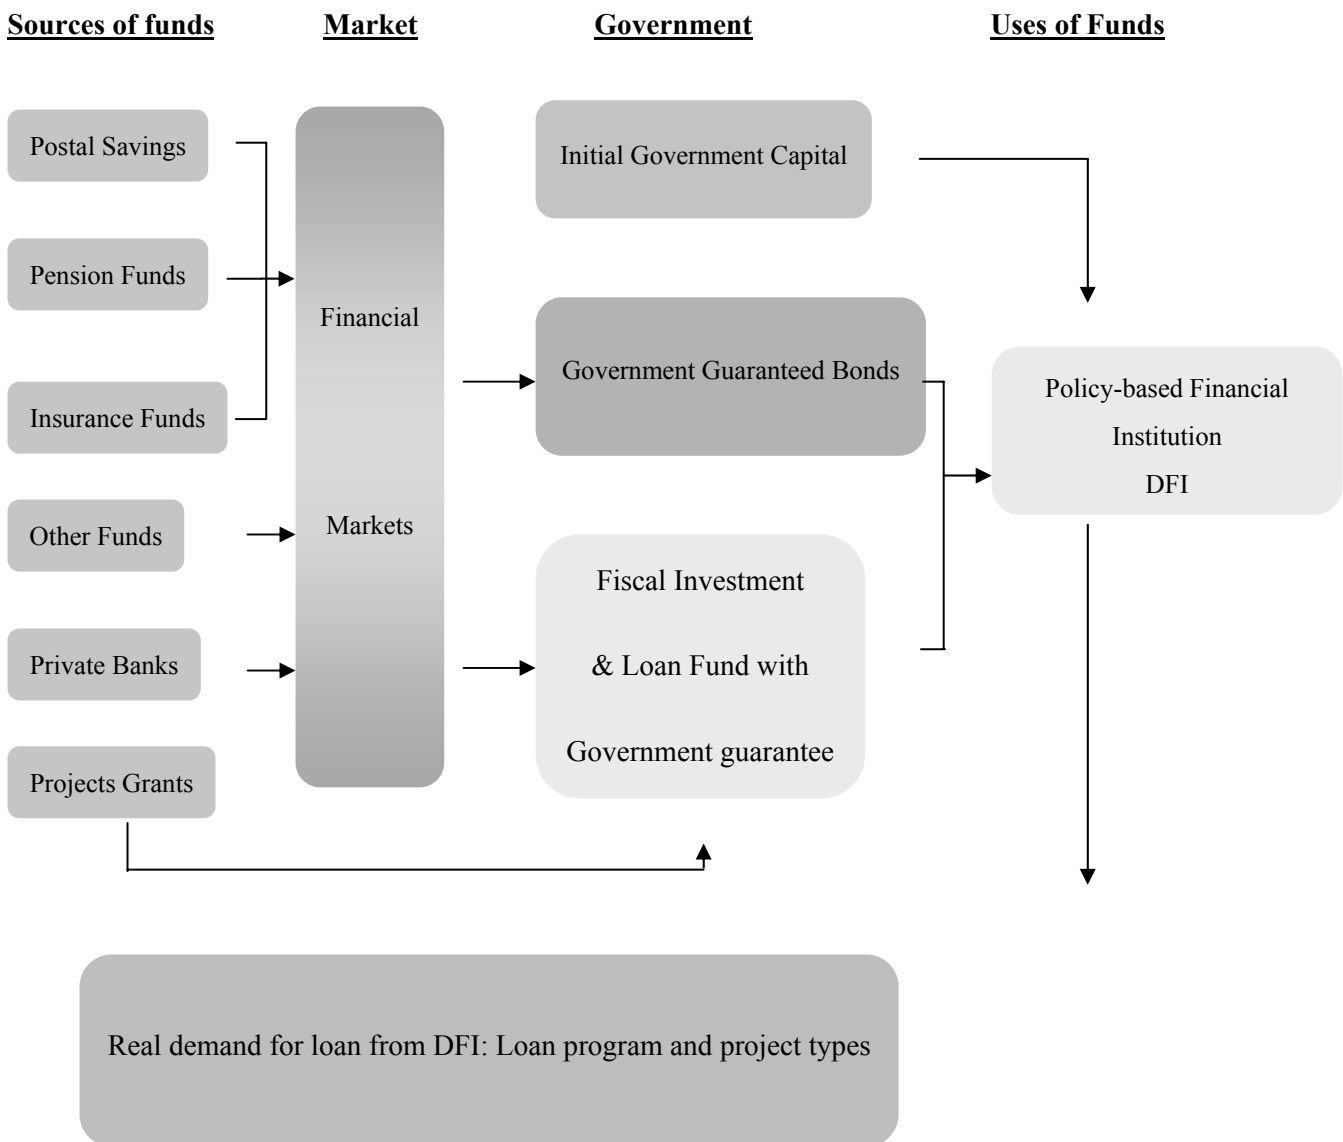 Sources of funds
Market
Government
Uses of Funds
Postal Savings
Pension Funds
Insurance Funds
Other Funds
Private Banks
Projects Grants
Financial
Markets
Initial Government Capital
Government Guaranteed Bonds
Fiscal Investment
& Loan Fund with
Government guarantee
Policy-based Financial
Institution
DFI
Real demand for loan from DFI: Loan program and project types